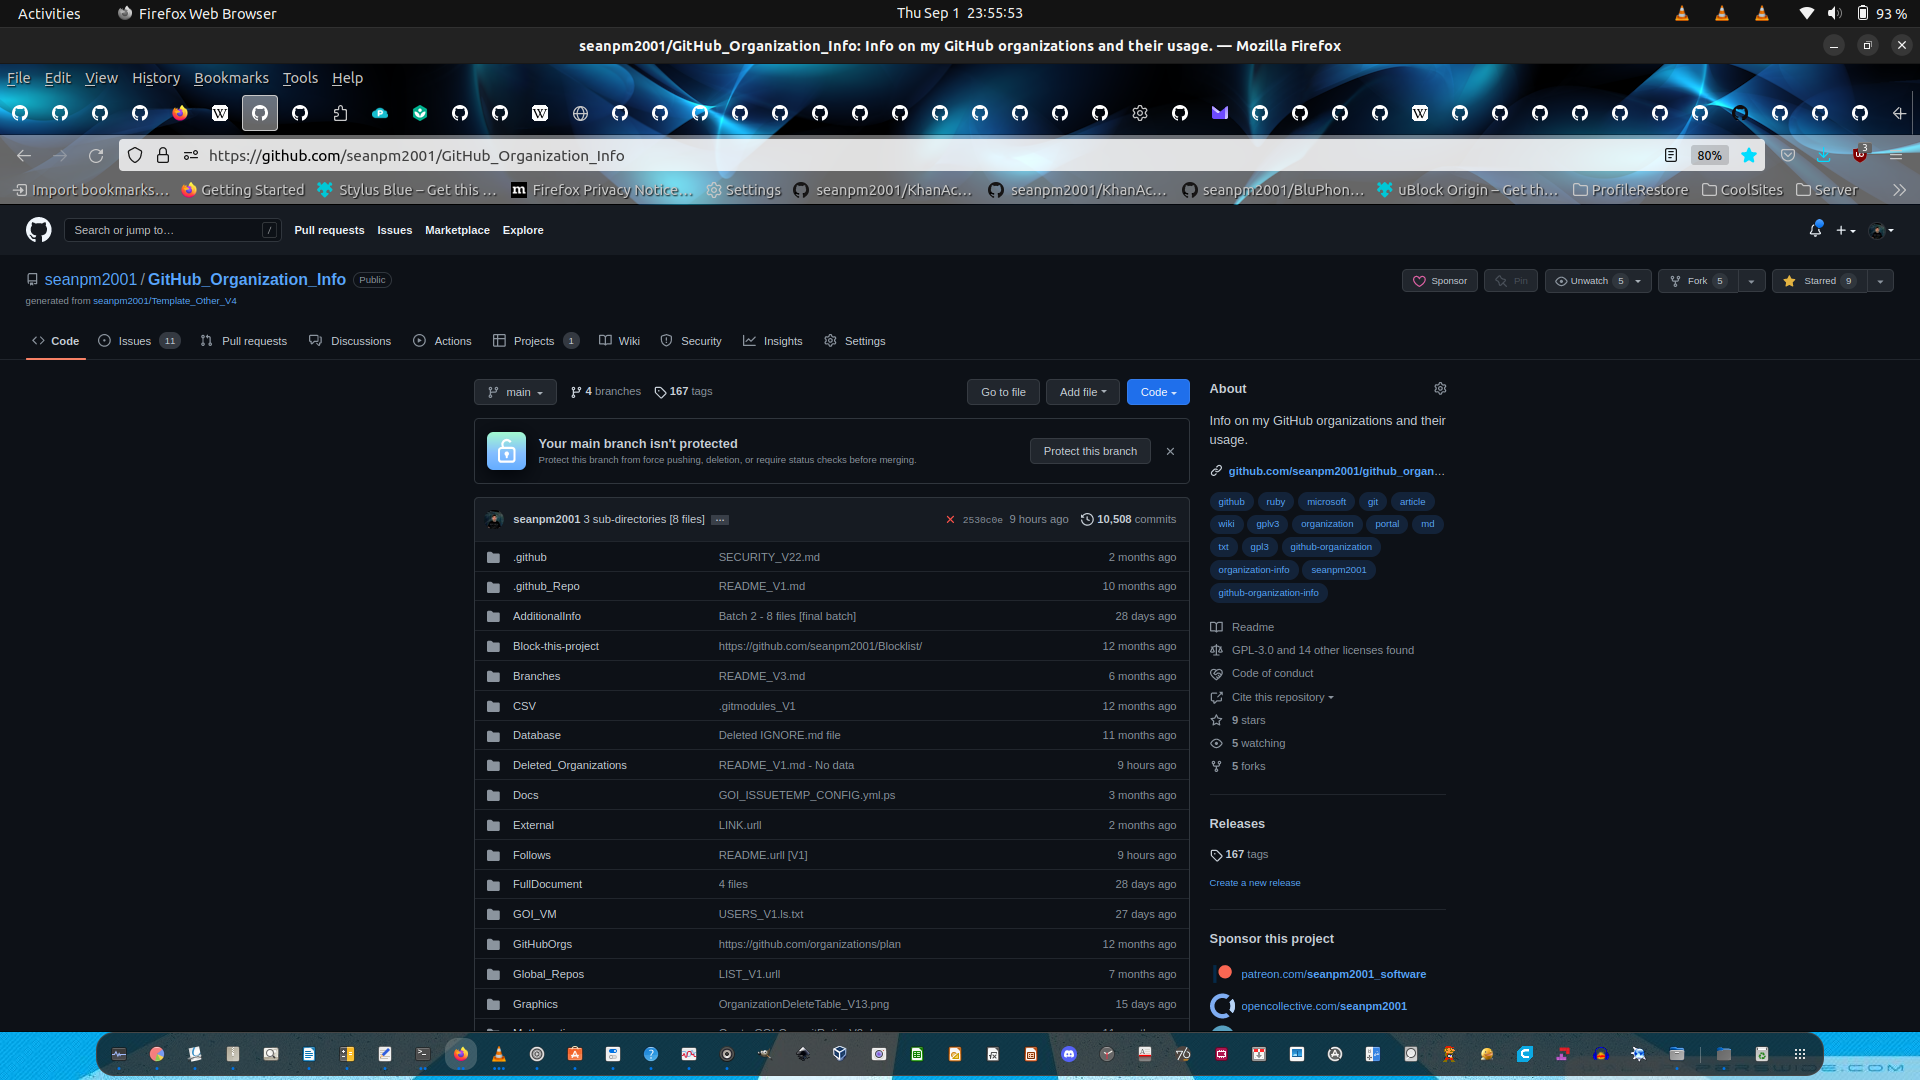 Activities Firefox Web Browser Thu Sep 1 23:55:53 93 %
seanpm2001/GitHub_Organization_Info: Info on my GitHub organizations and their usage. — Mozilla Firefox
File Edit View History Bookmarks Tools Help
https://github.com/seanpm2001/GitHub_Organization_Info 80% 3
Import bookmarks... Getting Started Stylus Blue – Get this ... Firefox Privacy Notice... Settings seanpm2001/KhanAc... seanpm2001/KhanAc... seanpm2001/BluPhon... uBlock Origin – Get th... ProfileRestore CoolSites Server
Search or jump to... / Pull requests Issues Marketplace Explore
seanpm2001 / GitHub_Organization_Info Public Sponsor Pin Unwatch 5 Fork 5 Starred 9
generated from seanpm2001/Template_Other_V4
Code Issues 11 Pull requests Discussions Actions Projects 1 Wiki Security Insights Settings
main 4 branches 167 tags Go to file Add file Code
Your main branch isn't protected
Protect this branch from force pushing, deletion, or require status checks before merging.
Protect this branch
seanpm2001 3 sub-directories [8 files] ... 2530c0e 9 hours ago 10,508 commits
.github SECURITY_V22.md 2 months ago
.github_Repo README_V1.md 10 months ago
AdditionalInfo Batch 2 - 8 files [final batch] 28 days ago
Block-this-project https://github.com/seanpm2001/Blocklist/ 12 months ago
Branches README_V3.md 6 months ago
CSV .gitmodules_V1 12 months ago
Database Deleted IGNORE.md file 11 months ago
Deleted_Organizations README_V1.md - No data 9 hours ago
Docs GOI_ISSUETEMP_CONFIG.yml.ps 3 months ago
External LINK.urll 2 months ago
Follows README.urll [V1] 9 hours ago
FullDocument 4 files 28 days ago
GOI_VM USERS_V1.ls.txt 27 days ago
GitHubOrgs https://github.com/organizations/plan 12 months ago
Global_Repos LIST_V1.urll 7 months ago
Graphics OrganizationDeleteTable_V13.png 15 days ago
About
Info on my GitHub organizations and their
usage.
github.com/seanpm2001/github_organ...
github ruby microsoft git article
wiki gplv3 organization portal md
txt gpl3 github-organization
organization-info seanpm2001
github-organization-info
Readme
GPL-3.0 and 14 other licenses found
Code of conduct
Cite this repository
9 stars
5 watching
5 forks
Releases
167 tags
Create a new release
Sponsor this project
patreon.com/seanpm2001_software
opencollective.com/seanpm2001